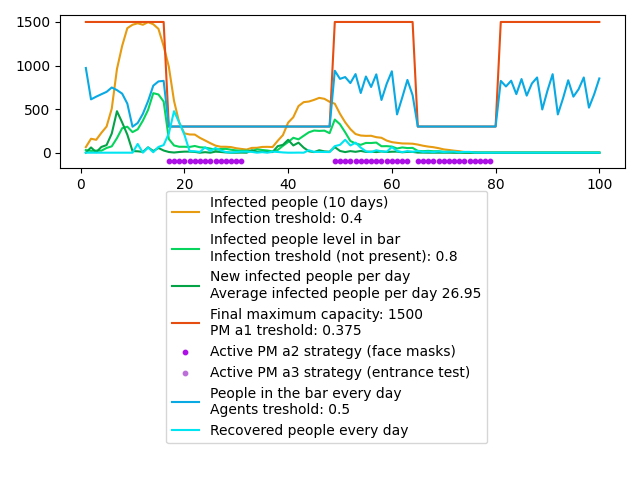 1500
1000
500
0
0 20 40 60 80 100
Infected people (10 days)
Infection treshold: 0.4
Infected people level in bar
Infection treshold (not present): 0.8
New infected people per day
Average infected people per day 26.95
Final maximum capacity: 1500
PM a1 treshold: 0.375
Active PM a2 strategy (face masks)
Active PM a3 strategy (entrance test)
People in the bar every day
Agents treshold: 0.5
Recovered people every day